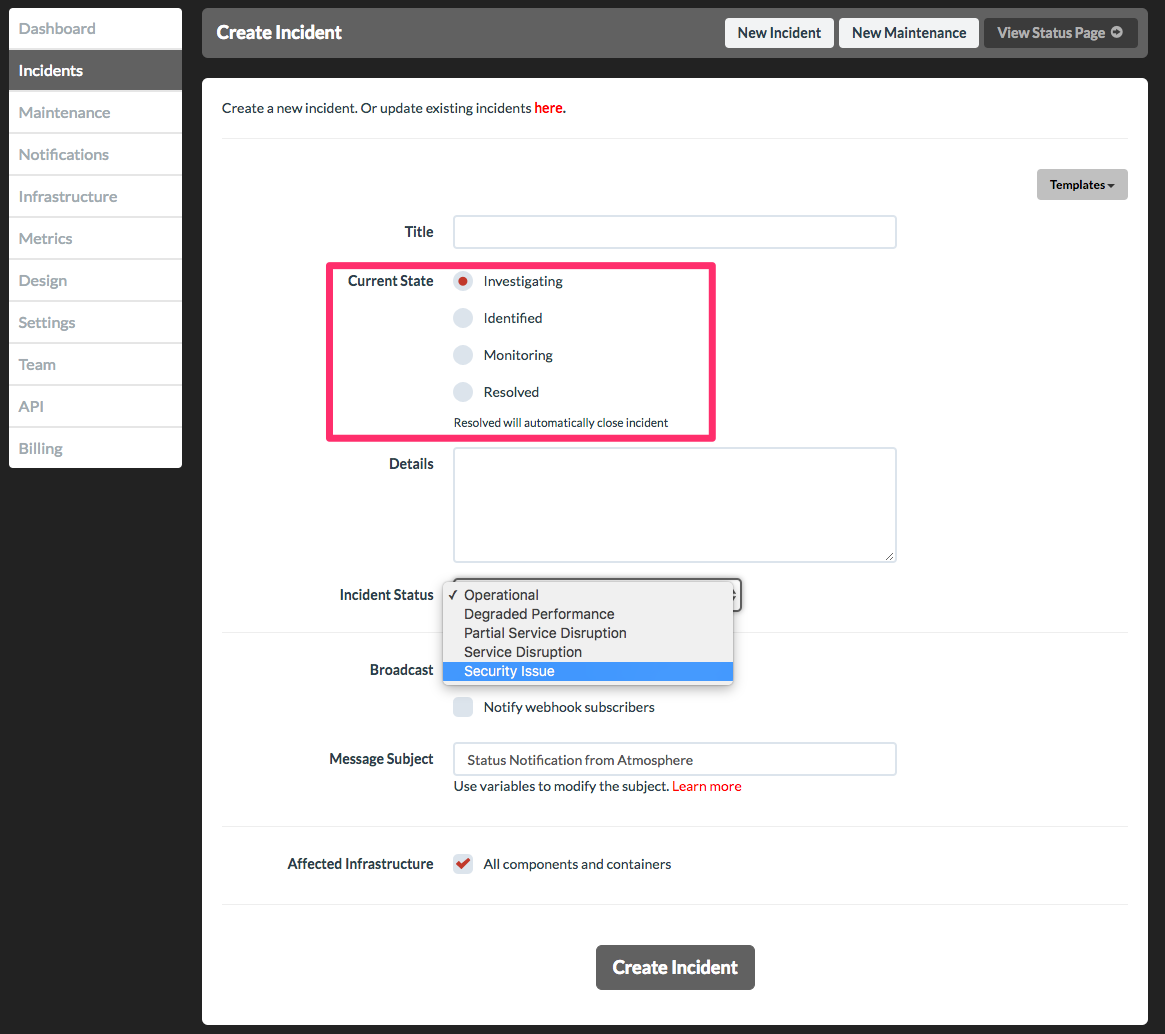 Dashboard
Incidents
Maintenance
Notifications
Infrastructure
Metrics
Design
Settings
Team
API
Billing
Create Incident
New Incident
New Maintenance
View Status Page
Create a new incident. Or update existing incidents here.
Templates
Title
Current State
Investigating
Identified
Monitoring
Resolved
Resolved will automatically close incident
Details
Incident Status
✓ Operational
Degraded Performance
Partial Service Disruption
Service Disruption
Security Issue
Broadcast
Notify webhook subscribers
Message Subject
Status Notification from Atmosphere
Use variables to modify the subject. Learn more
Affected Infrastructure
All components and containers
Create Incident